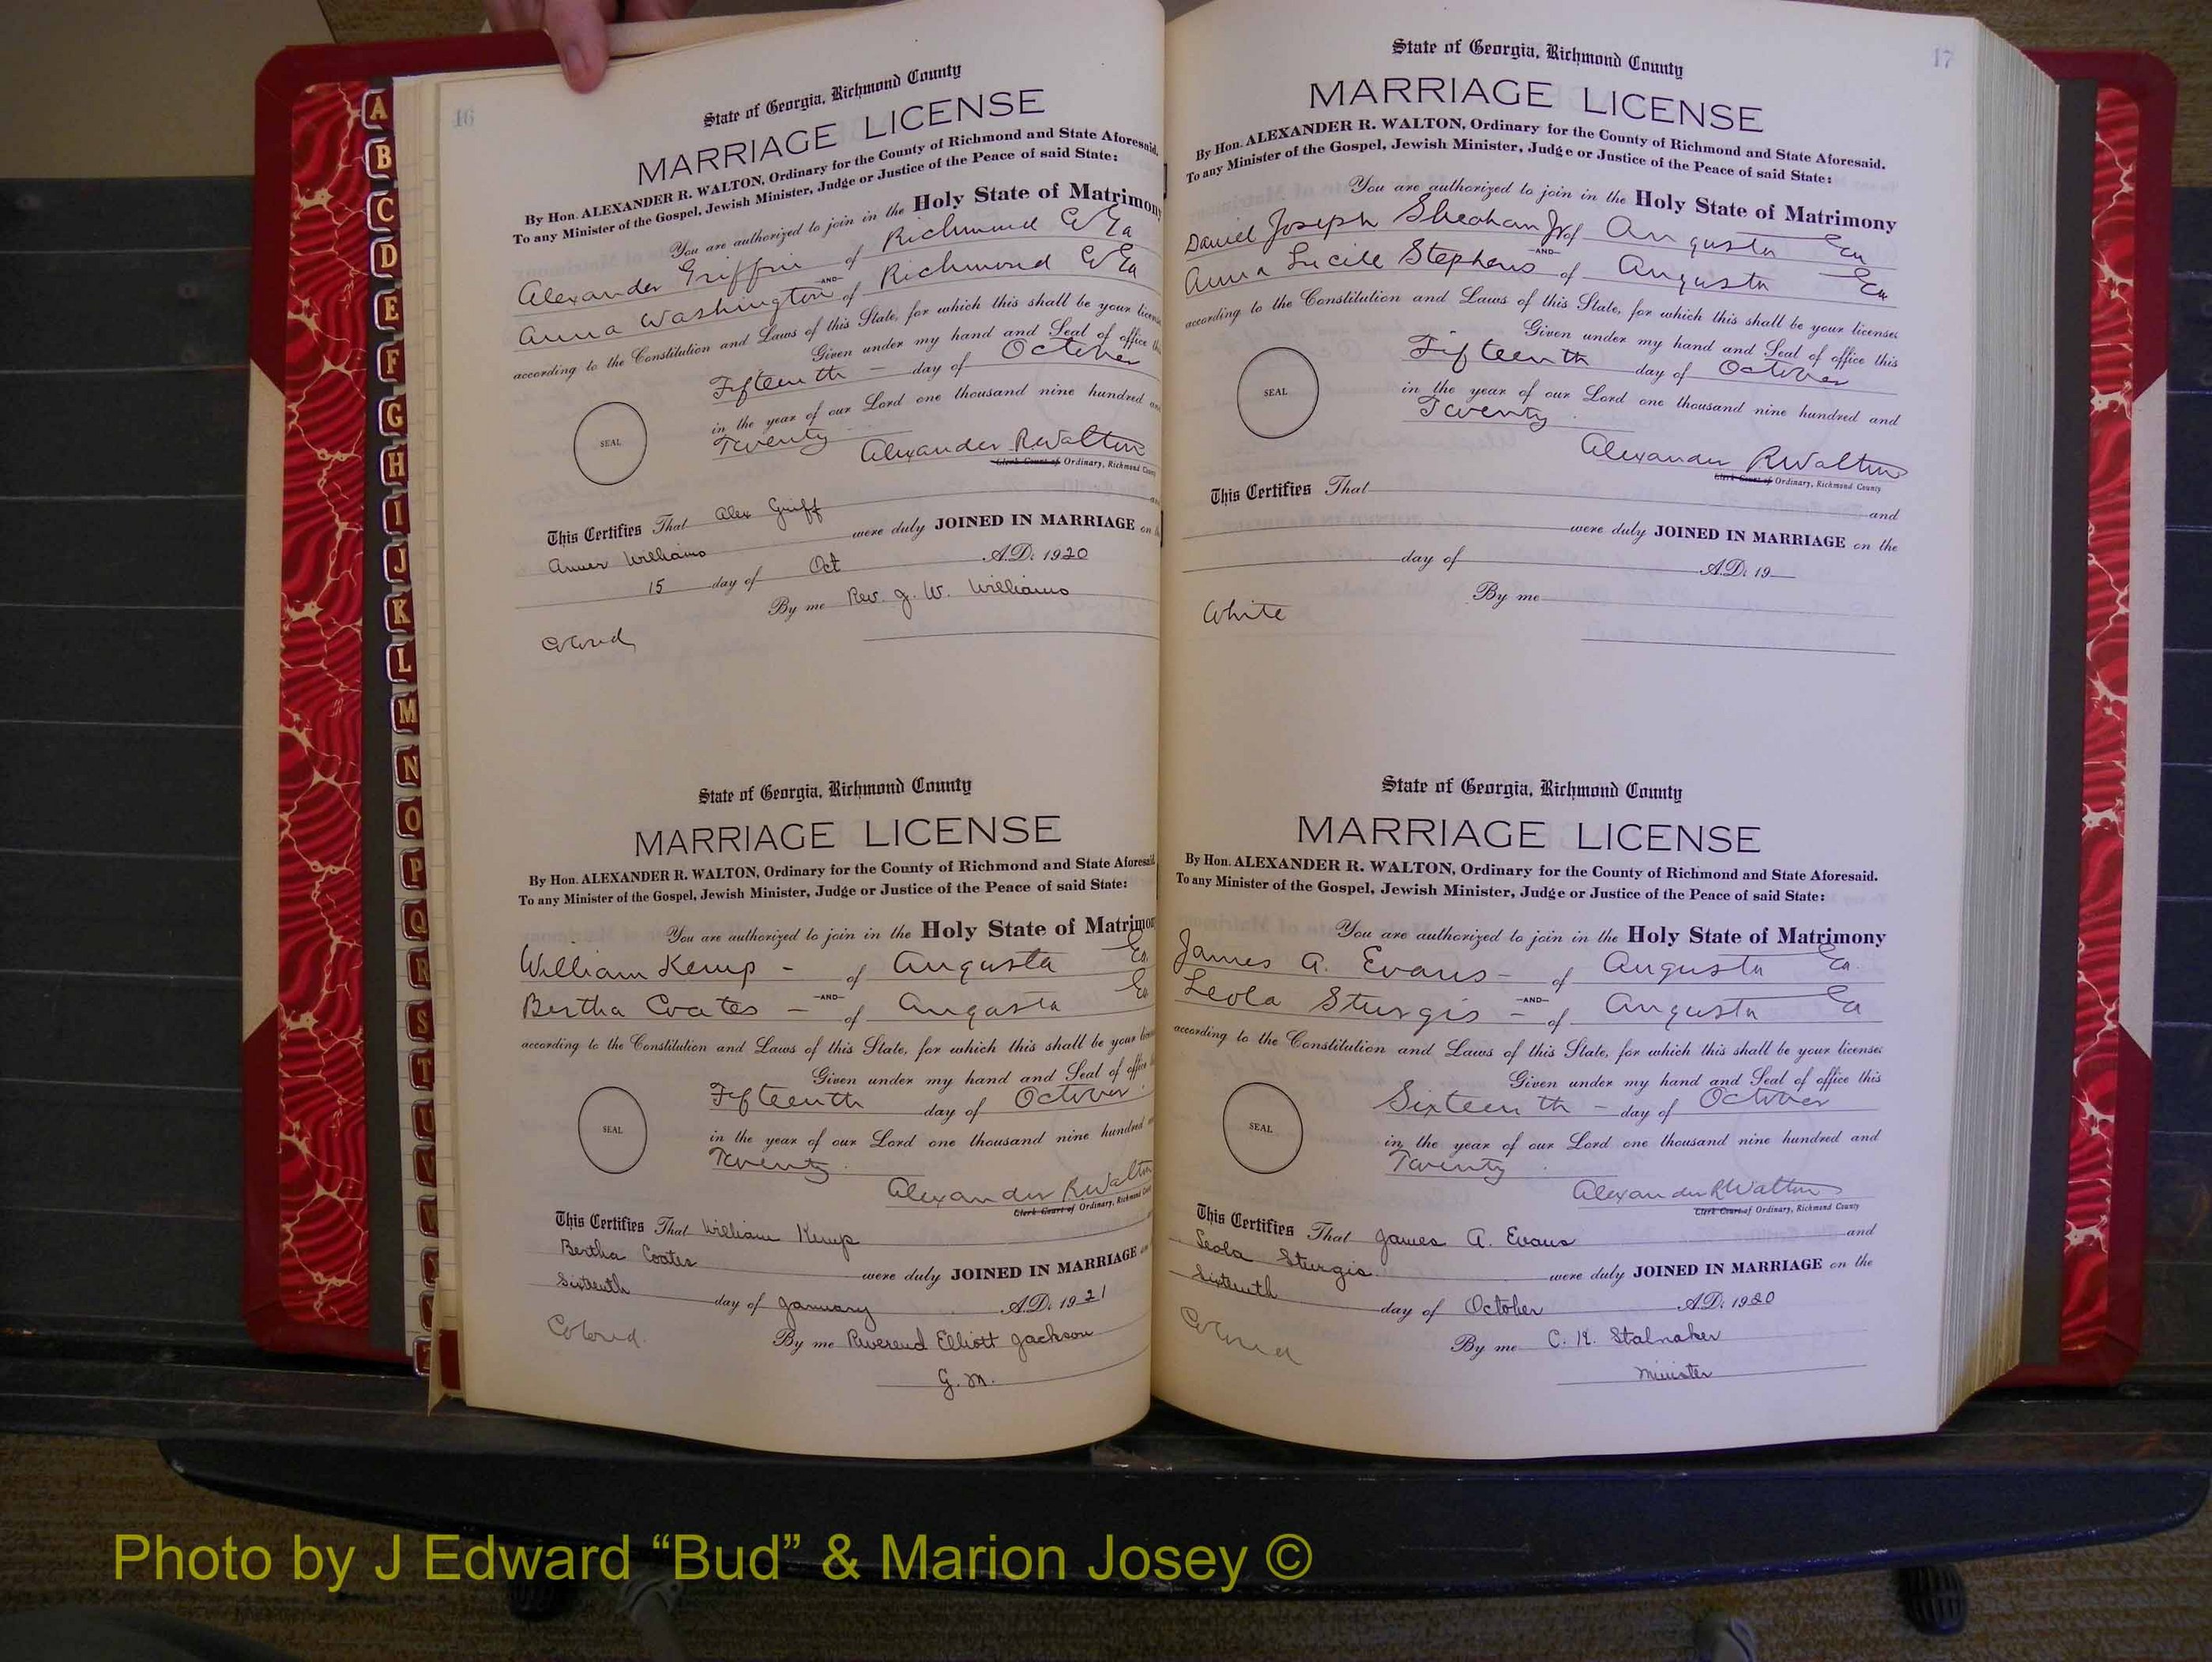 A
B
C
D
E
F
G
H
I
J
K
L
M
N
O
P
Q
R
S
T
U
V
W
16
State of Georgia, Richmond County
MARRIAGE LICENSE
By Hon. ALEXANDER R. WALTON, Ordinary for the County of Richmond and State Aforesaid.
To any Minister of the Gospel, Jewish Minister, Judge or Justice of the Peace of said State:
You are authorized to join in the Holy State of Matrimony
Alexander Griffin of Richmond Co Ga
-AND-
Anna Washington of Richmond Co Ga
according to the Constitution and Laws of this State, for which this shall be your license
Given under my hand and Seal of office
Fifteenth - day of October
in the year of our Lord one thousand nine hundred
SEAL
Twenty
Alexander R Walton
Clerk Court of Ordinary, Richmond County
This Certifies That Alex Griff
Anner Williams were duly JOINED IN MARRIAGE on
15 day of Oct A.D. 1920
By me Rev. J. W. Williams
Colored
State of Georgia, Richmond County
MARRIAGE LICENSE
By Hon. ALEXANDER R. WALTON, Ordinary for the County of Richmond and State Aforesaid.
To any Minister of the Gospel, Jewish Minister, Judge or Justice of the Peace of said State:
You are authorized to join in the Holy State of Matrimony
William Kemp - of Augusta Ga.
-AND-
Bertha Coates - of Augusta Ga
according to the Constitution and Laws of this State, for which this shall be your
Given under my hand and Seal of office
Fifteenth day of October
SEAL
in the year of our Lord one thousand nine hundred
Twenty
Alexander R Walton
Clerk Court of Ordinary, Richmond
This Certifies That William Kemp
Bertha Coates were duly JOINED IN MARRIAGE
Sixteenth day of January A.D. 1921
Colored. By me Reverend Elliott Jackson
G. M.
17
State of Georgia, Richmond County
MARRIAGE LICENSE
By Hon. ALEXANDER R. WALTON, Ordinary for the County of Richmond and State Aforesaid.
To any Minister of the Gospel, Jewish Minister, Judge or Justice of the Peace of said State:
You are authorized to join in the Holy State of Matrimony
Daniel Joseph Sheahan Jr of Augusta Ga
-AND-
Anna Lucile Stephens of Augusta Ga
according to the Constitution and Laws of this State, for which this shall be your license:
Given under my hand and Seal of office this
Fifteenth day of October
SEAL
in the year of our Lord one thousand nine hundred and
Twenty
Alexander R Walton
Clerk Court of Ordinary, Richmond County
This Certifies That
and
were duly JOINED IN MARRIAGE on the
day of A.D. 19
By me
White
State of Georgia, Richmond County
MARRIAGE LICENSE
By Hon. ALEXANDER R. WALTON, Ordinary for the County of Richmond and State Aforesaid.
To any Minister of the Gospel, Jewish Minister, Judge or Justice of the Peace of said State:
You are authorized to join in the Holy State of Matrimony
James A. Evans - of Augusta Ga.
-AND-
Leola Sturgis - of Augusta Ga
according to the Constitution and Laws of this State, for which this shall be your license:
Given under my hand and Seal of office this
Sixteenth - day of October
SEAL
in the year of our Lord one thousand nine hundred and
Twenty
Alexander R Walton
Clerk Court of Ordinary, Richmond County
This Certifies That James A. Evans and
Leola Sturgis were duly JOINED IN MARRIAGE on the
Sixteenth day of October A.D. 1920
Colored By me C. K. Stalnaker
Minister
Photo by J Edward “Bud” & Marion Josey ©